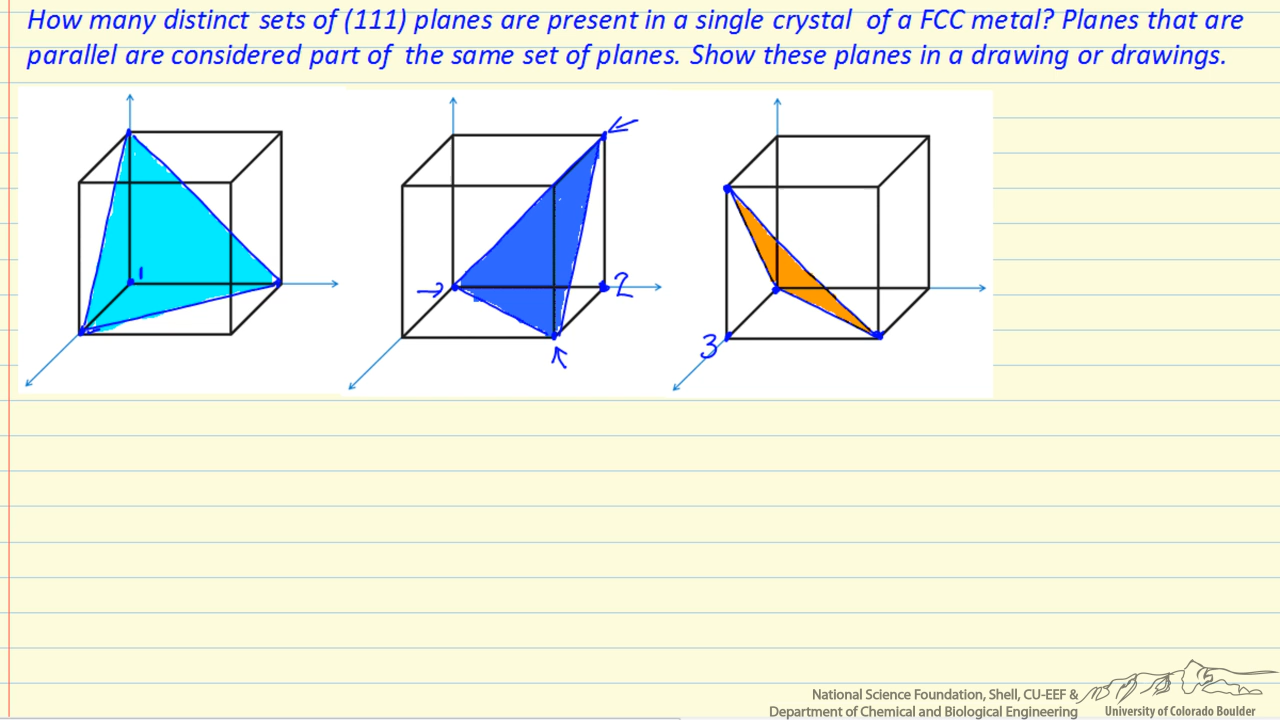 How many distinct sets of (111) planes are present in a single crystal of a FCC metal? Planes that are
parallel are considered part of the same set of planes. Show these planes in a drawing or drawings.
1
2
3
National Science Foundation, Shell, CU-EEF &
Department of Chemical and Biological Engineering
University of Colorado Boulder